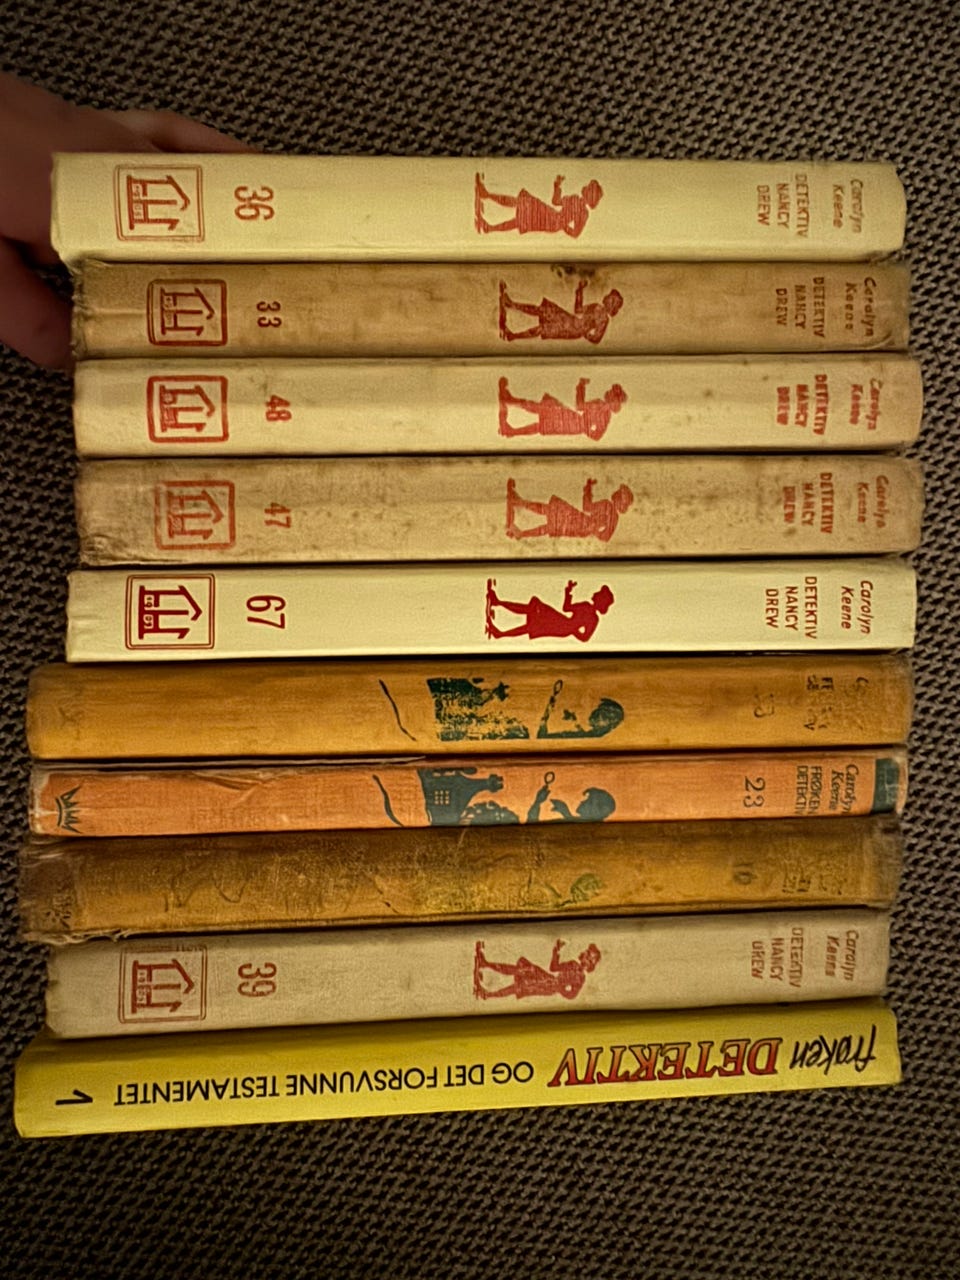 Carolyn
Keene
DETEKTIV
NANCY
DREW
36
Carolyn
Keene
DETEKTIV
NANCY
DREW
33
Carolyn
Keene
DETEKTIV
NANCY
DREW
48
Carolyn
Keene
DETEKTIV
NANCY
DREW
47
Carolyn
Keene
DETEKTIV
NANCY
DREW
67
Carolyn
Keene
FRØKEN
DETEKTIV
23
16
Carolyn
Keene
DETEKTIV
NANCY
DREW
39
frøken DETEKTIV OG DET FORSVUNNE TESTAMENTET 1